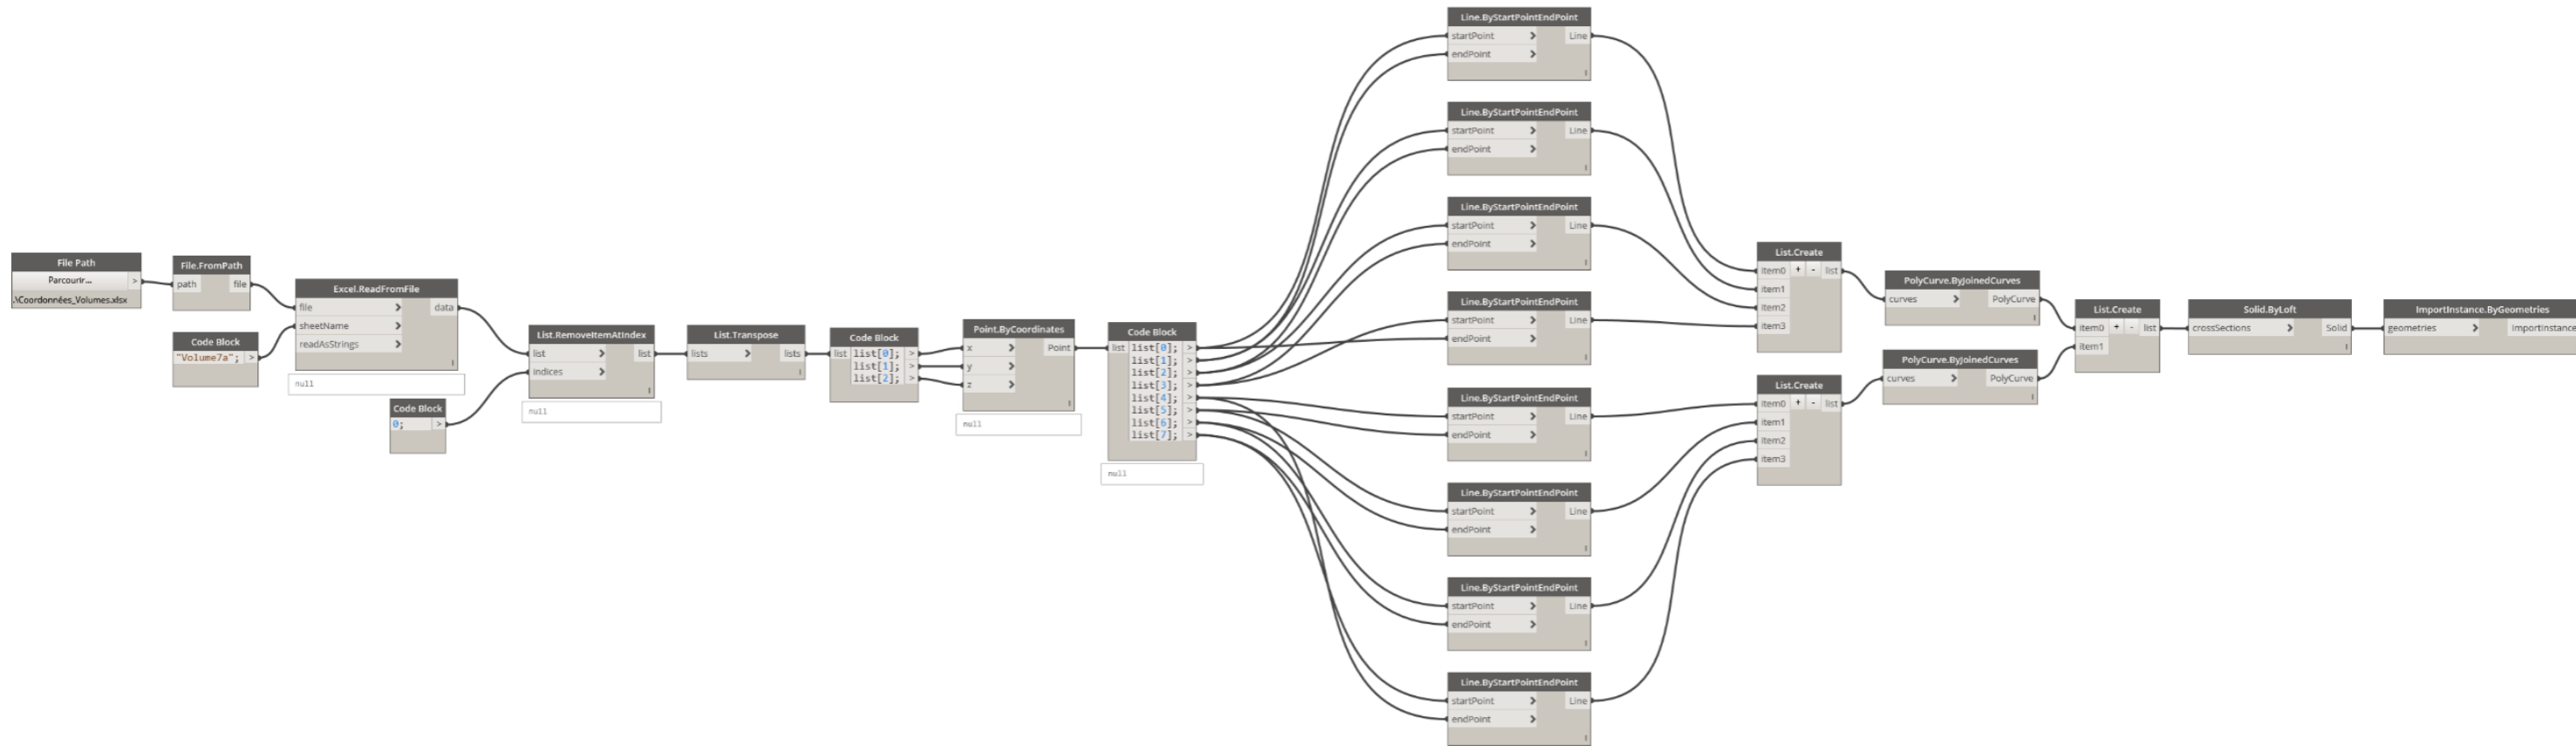 File Path
Parcourir... >
.\Coordonnées_Volumes.xlsx
File.FromPath
path file
Code Block
"Volume7a"; >
Excel.ReadFromFile
file > data
sheetName >
readAsStrings >
null
Code Block
0; >
List.RemoveItemAtIndex
list > list
indices >
null
List.Transpose
lists > lists
Code Block
list list[0]; >
list[1]; >
list[2]; >
Point.ByCoordinates
x > Point
y >
z >
null
Code Block
list list[0]; >
list[1]; >
list[2]; >
list[3]; >
list[4]; >
list[5]; >
list[6]; >
list[7]; >
null
Line.ByStartPointEndPoint
startPoint > Line
endPoint >
Line.ByStartPointEndPoint
startPoint > Line
endPoint >
Line.ByStartPointEndPoint
startPoint > Line
endPoint >
Line.ByStartPointEndPoint
startPoint > Line
endPoint >
Line.ByStartPointEndPoint
startPoint > Line
endPoint >
Line.ByStartPointEndPoint
startPoint > Line
endPoint >
Line.ByStartPointEndPoint
startPoint > Line
endPoint >
Line.ByStartPointEndPoint
startPoint > Line
endPoint >
List.Create
item0 + - list
item1
item2
item3
List.Create
item0 + - list
item1
item2
item3
PolyCurve.ByJoinedCurves
curves > PolyCurve
PolyCurve.ByJoinedCurves
curves > PolyCurve
List.Create
item0 + - list
item1
Solid.ByLoft
crossSections > Solid
ImportInstance.ByGeometries
geometries > ImportInstance